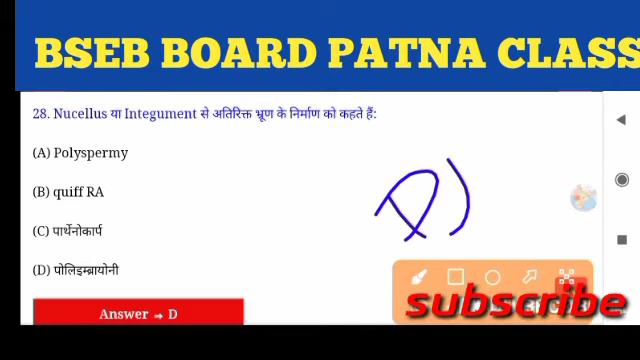 BSEB BOARD PATNA CLASS
28. Nucellus या Integument से अतिरिक्त भ्रूण के निर्माण को कहते हैं:
(A) Polyspermy
(B) quiff RA
(C) पार्थेनोकार्प
(D) पोलिइम्ब्रायोनी
D)
Answer → D
subscribe